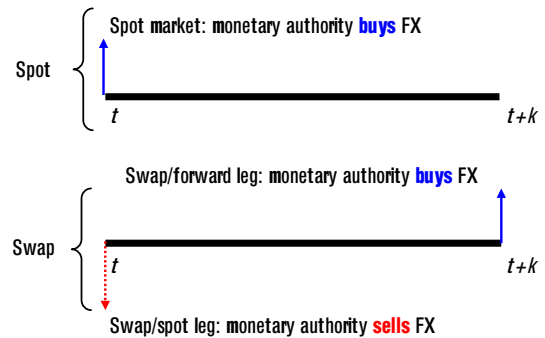 Spot market: monetary authority buys FX
Spot
t
t+k
Swap/forward leg: monetary authority buys FX
Swap
t
t+k
Swap/spot leg: monetary authority sells FX